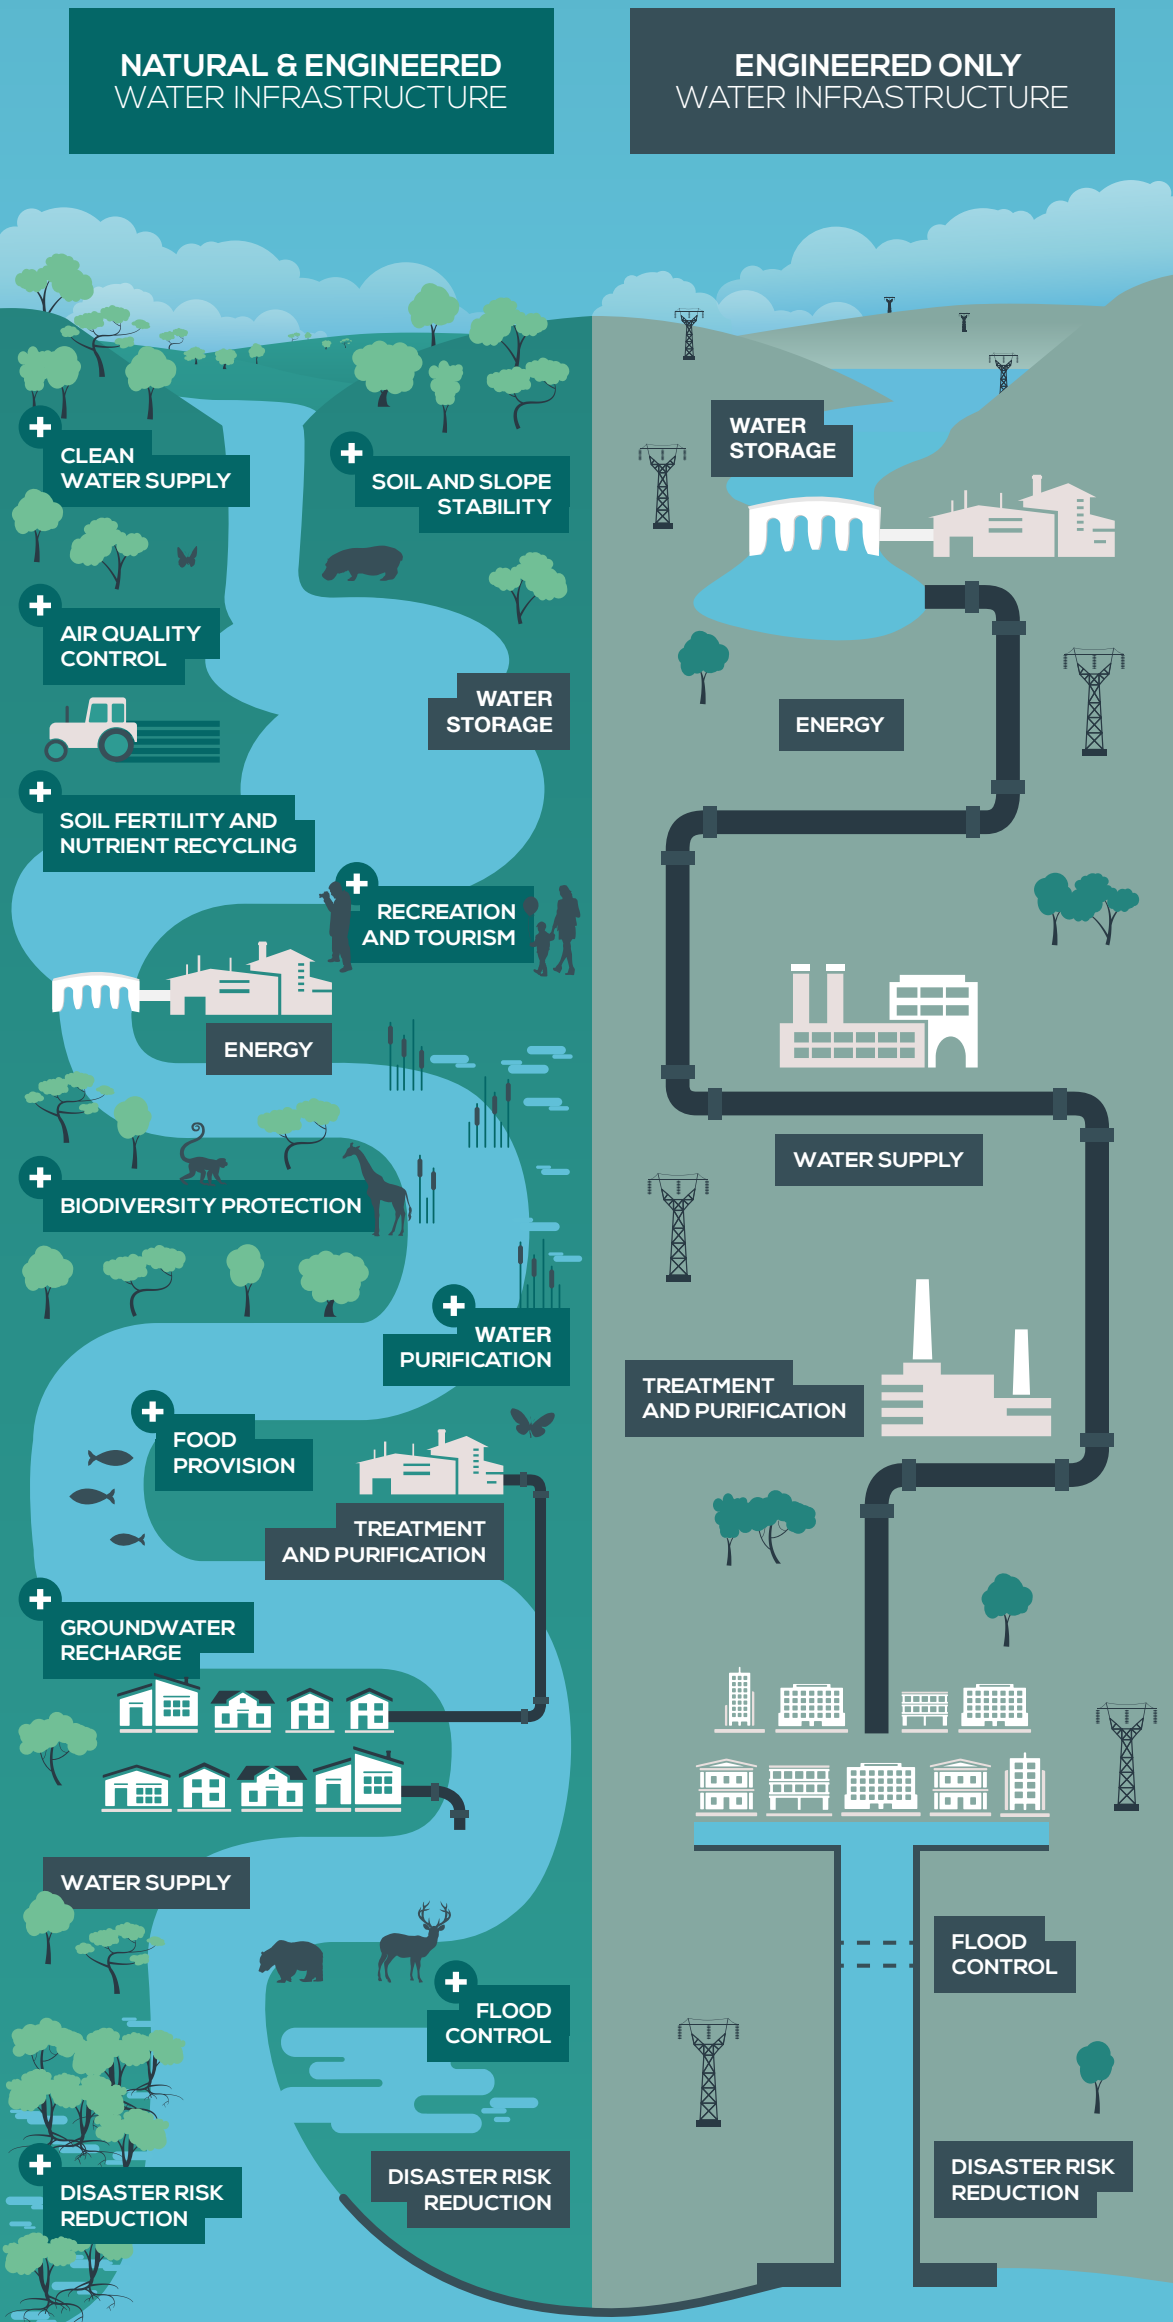 NATURAL & ENGINEERED
WATER INFRASTRUCTURE
CLEAN
WATER SUPPLY
SOIL AND SLOPE
STABILITY
AIR QUALITY
CONTROL
WATER
STORAGE
SOIL FERTILITY AND
NUTRIENT RECYCLING
RECREATION
AND TOURISM
ENERGY
BIODIVERSITY PROTECTION
WATER
PURIFICATION
FOOD
PROVISION
TREATMENT
AND PURIFICATION
GROUNDWATER
RECHARGE
WATER SUPPLY
FLOOD
CONTROL
DISASTER RISK
REDUCTION
DISASTER RISK
REDUCTION
ENGINEERED ONLY
WATER INFRASTRUCTURE
WATER
STORAGE
ENERGY
WATER SUPPLY
TREATMENT
AND PURIFICATION
FLOOD
CONTROL
DISASTER RISK
REDUCTION